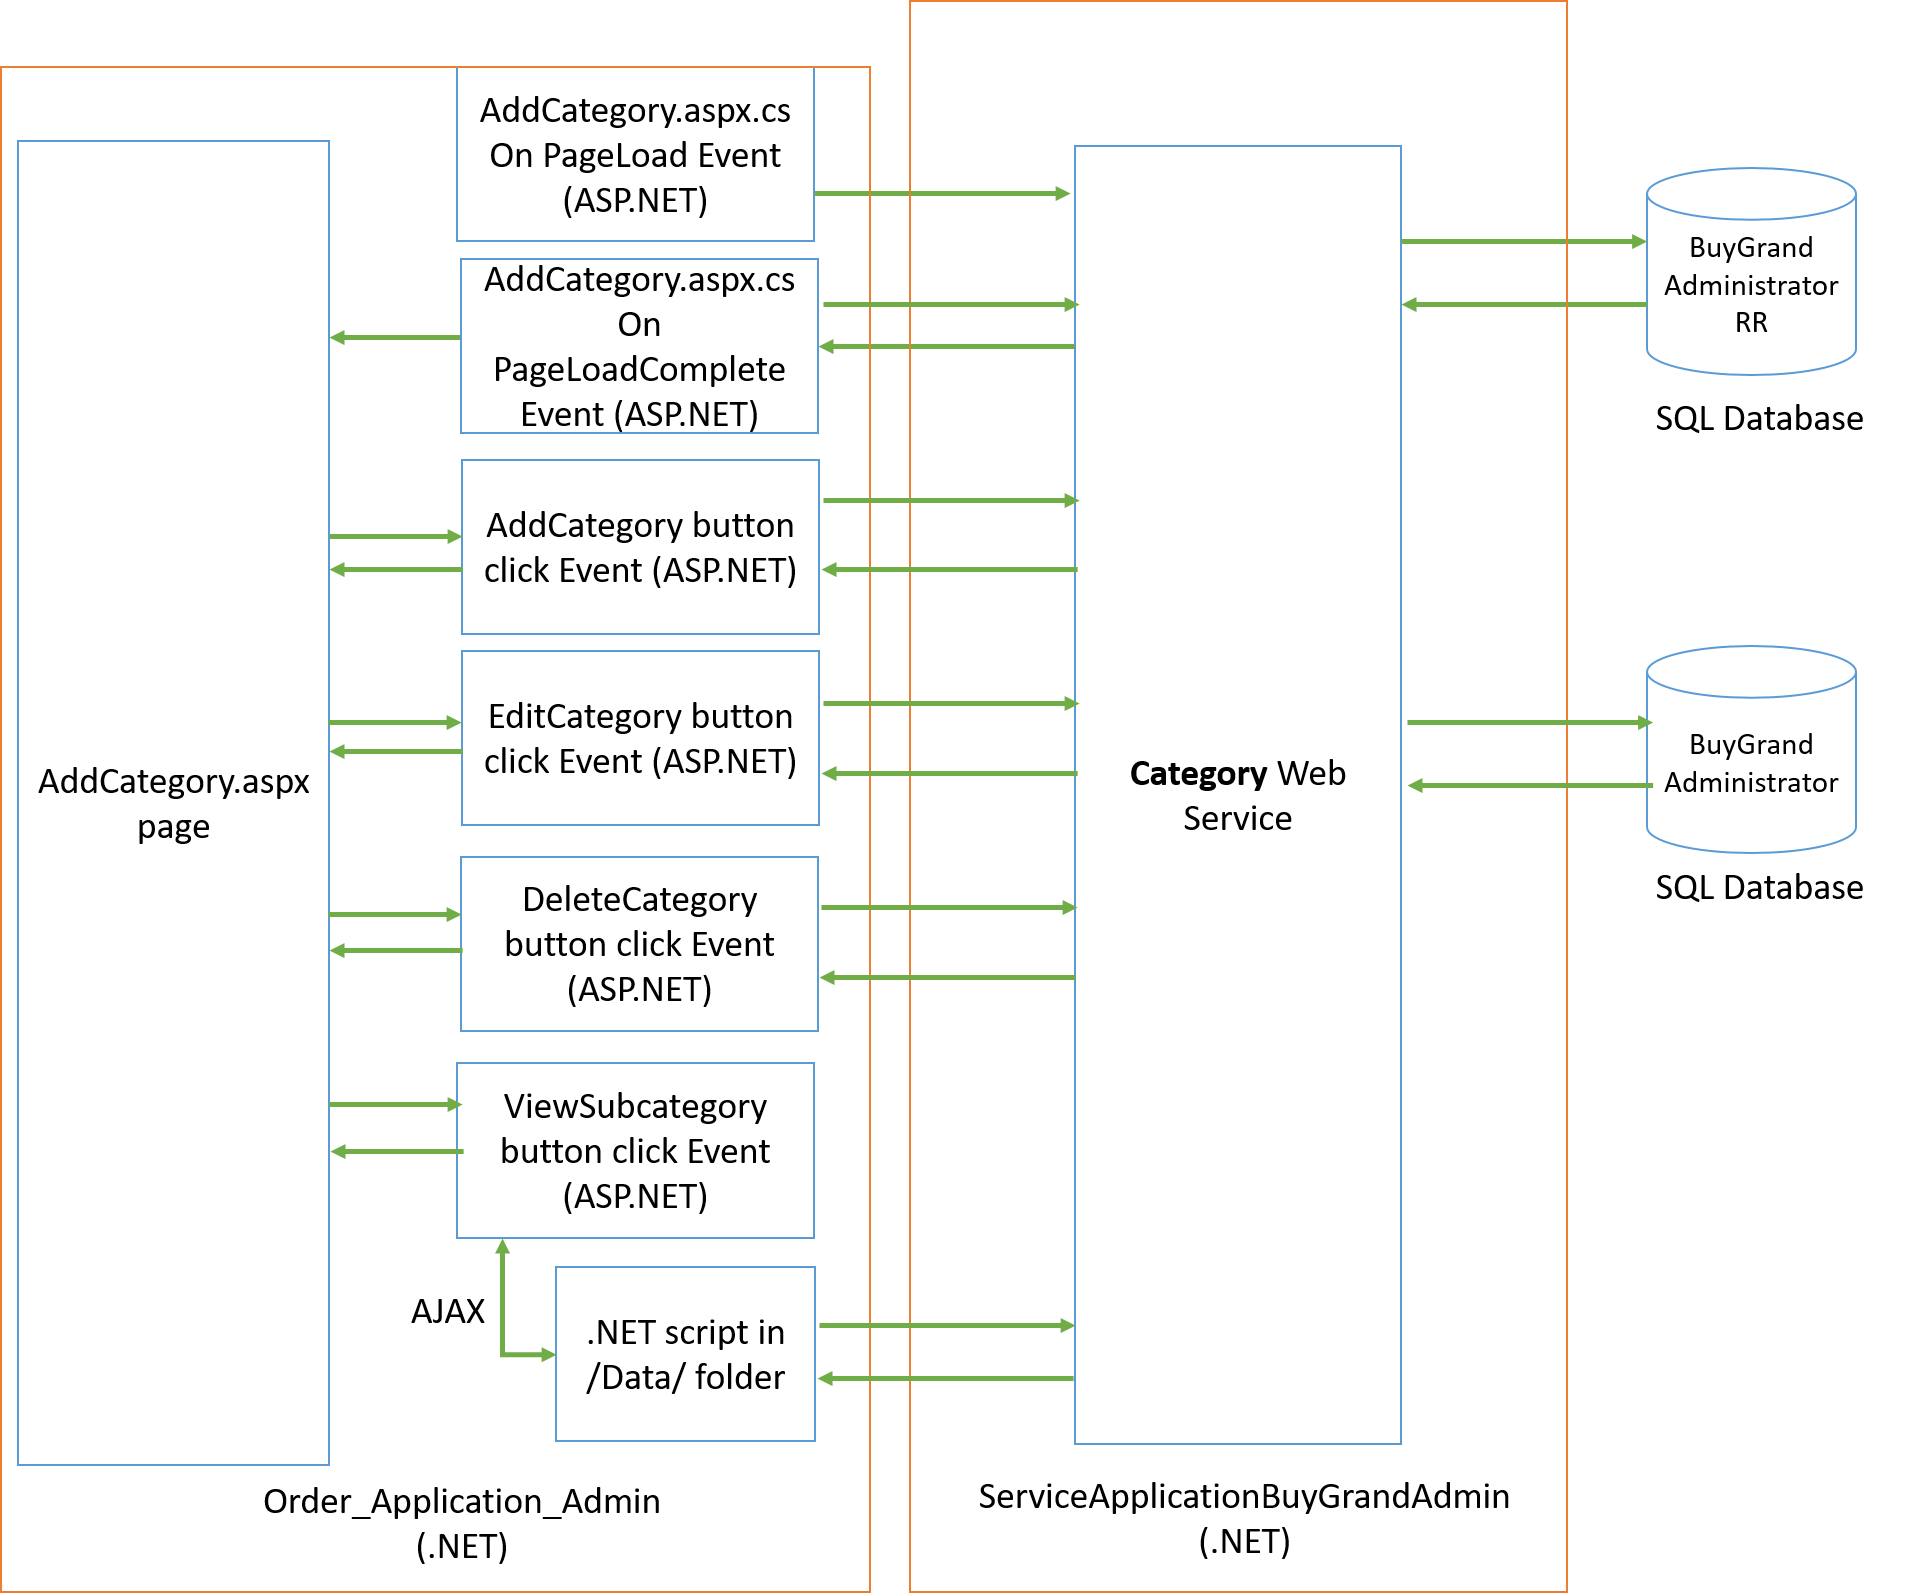 AddCategory.aspx
page
AddCategory.aspx.cs
On PageLoad Event
(ASP.NET)
AddCategory.aspx.cs
On
PageLoadComplete
Event (ASP.NET)
AddCategory button
click Event (ASP.NET)
EditCategory button
click Event (ASP.NET)
DeleteCategory
button click Event
(ASP.NET)
ViewSubcategory
button click Event
(ASP.NET)
AJAX
.NET script in
/Data/ folder
Order_Application_Admin
(.NET)
Category Web
Service
ServiceApplicationBuyGrandAdmin
(.NET)
BuyGrand
Administrator
RR
SQL Database
BuyGrand
Administrator
SQL Database